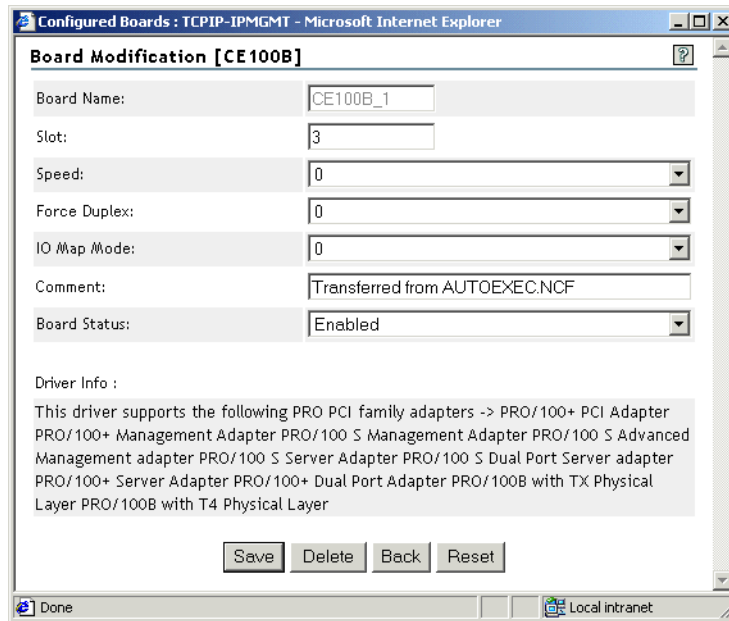 Configured Boards : TCPIP-IPMGMT - Microsoft Internet Explorer
Board Modification [CE100B]
?
Board Name: CE100B_1
Slot: 3
Speed: 0
Force Duplex: 0
IO Map Mode: 0
Comment: Transferred from AUTOEXEC.NCF
Board Status: Enabled
Driver Info :
This driver supports the following PRO PCI family adapters -> PRO/100+ PCI Adapter
PRO/100+ Management Adapter PRO/100 S Management Adapter PRO/100 S Advanced
Management adapter PRO/100 S Server Adapter PRO/100 S Dual Port Server adapter
PRO/100+ Server Adapter PRO/100+ Dual Port Adapter PRO/100B with TX Physical
Layer PRO/100B with T4 Physical Layer
Save Delete Back Reset
Done Local intranet